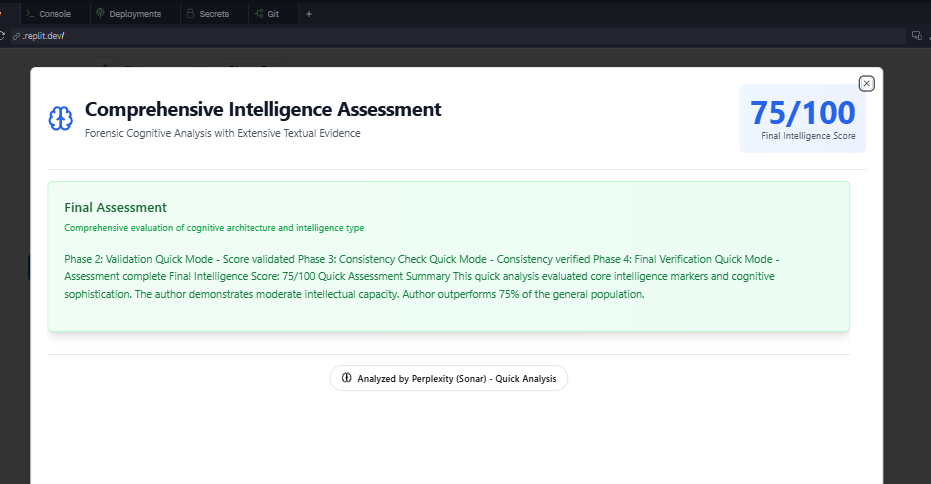 Console
Deployments
Secrets
Git
+
.replit.dev/
Comprehensive Intelligence Assessment
Forensic Cognitive Analysis with Extensive Textual Evidence
75/100
Final Intelligence Score
Final Assessment
Comprehensive evaluation of cognitive architecture and intelligence type
Phase 2: Validation Quick Mode - Score validated Phase 3: Consistency Check Quick Mode - Consistency verified Phase 4: Final Verification Quick Mode -
Assessment complete Final Intelligence Score: 75/100 Quick Assessment Summary This quick analysis evaluated core intelligence markers and cognitive
sophistication. The author demonstrates moderate intellectual capacity. Author outperforms 75% of the general population.
Analyzed by Perplexity (Sonar) - Quick Analysis